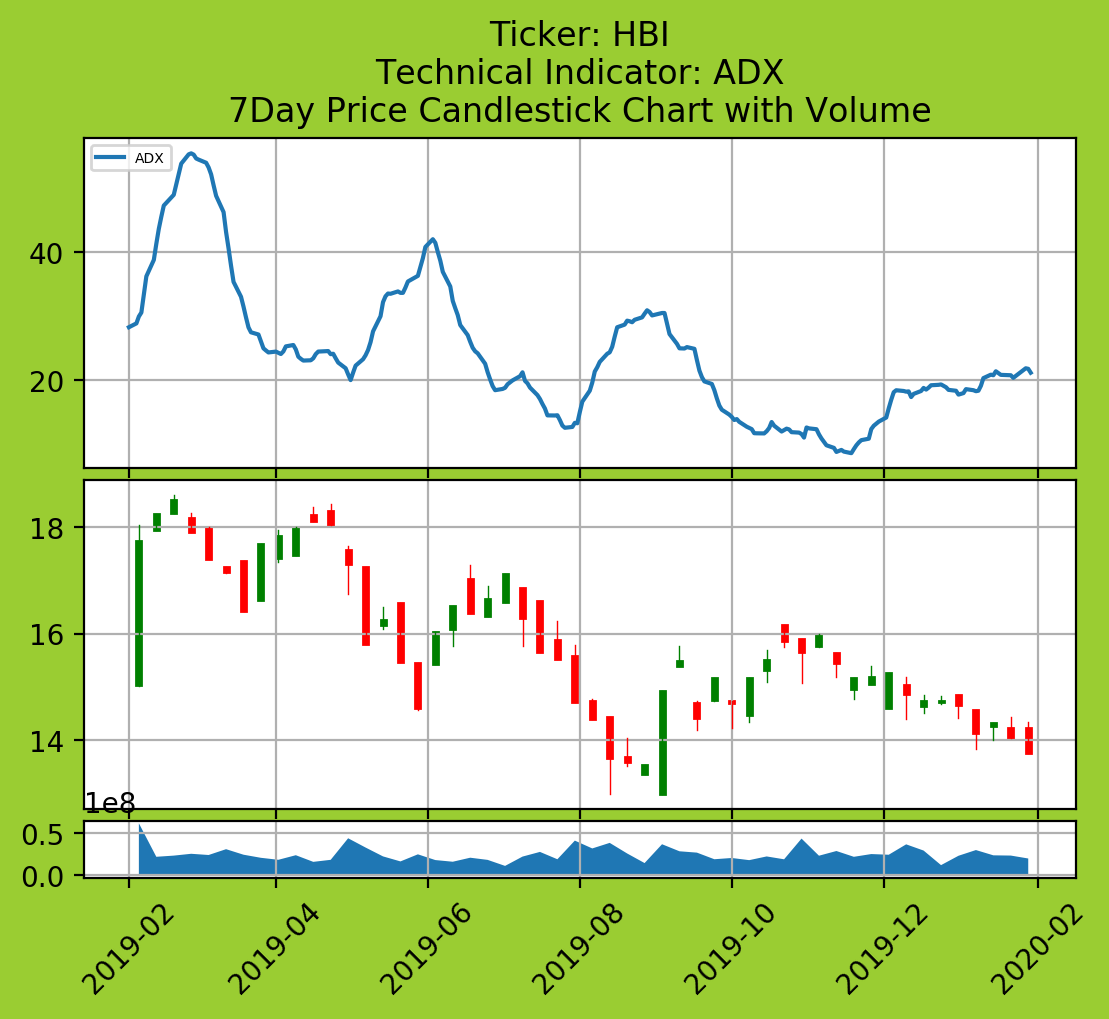 Ticker: HBI
Technical Indicator: ADX
7Day Price Candlestick Chart with Volume
ADX
40
20
18
16
14
1e8
0.5
0.0
2019-02
2019-04
2019-06
2019-08
2019-10
2019-12
2020-02